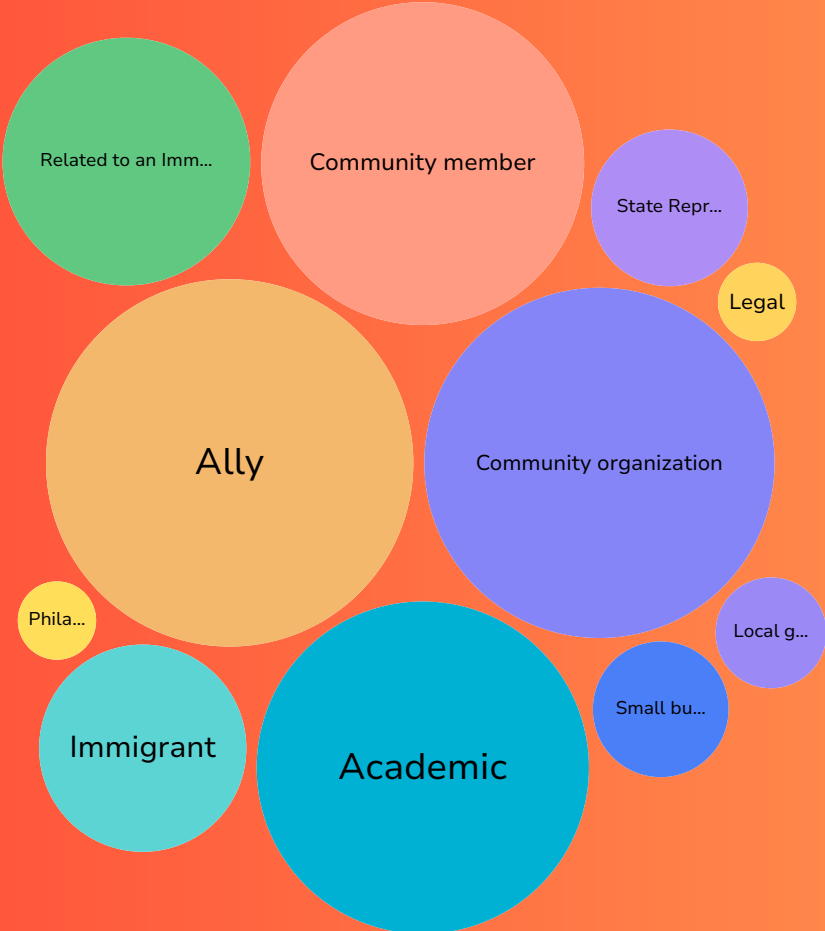 Related to an Imm...
Community member
State Repr...
Legal
Ally
Community organization
Phila...
Local g...
Small bu...
Immigrant
Academic